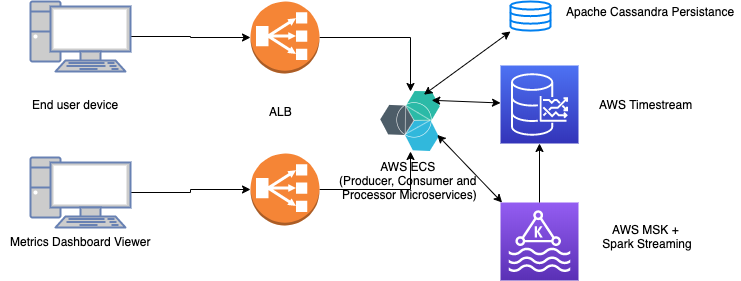 Apache Cassandra Persistance
End user device
ALB
AWS Timestream
AWS ECS
(Producer, Consumer and
Processor Microservices)
Metrics Dashboard Viewer
K
AWS MSK +
Spark Streaming